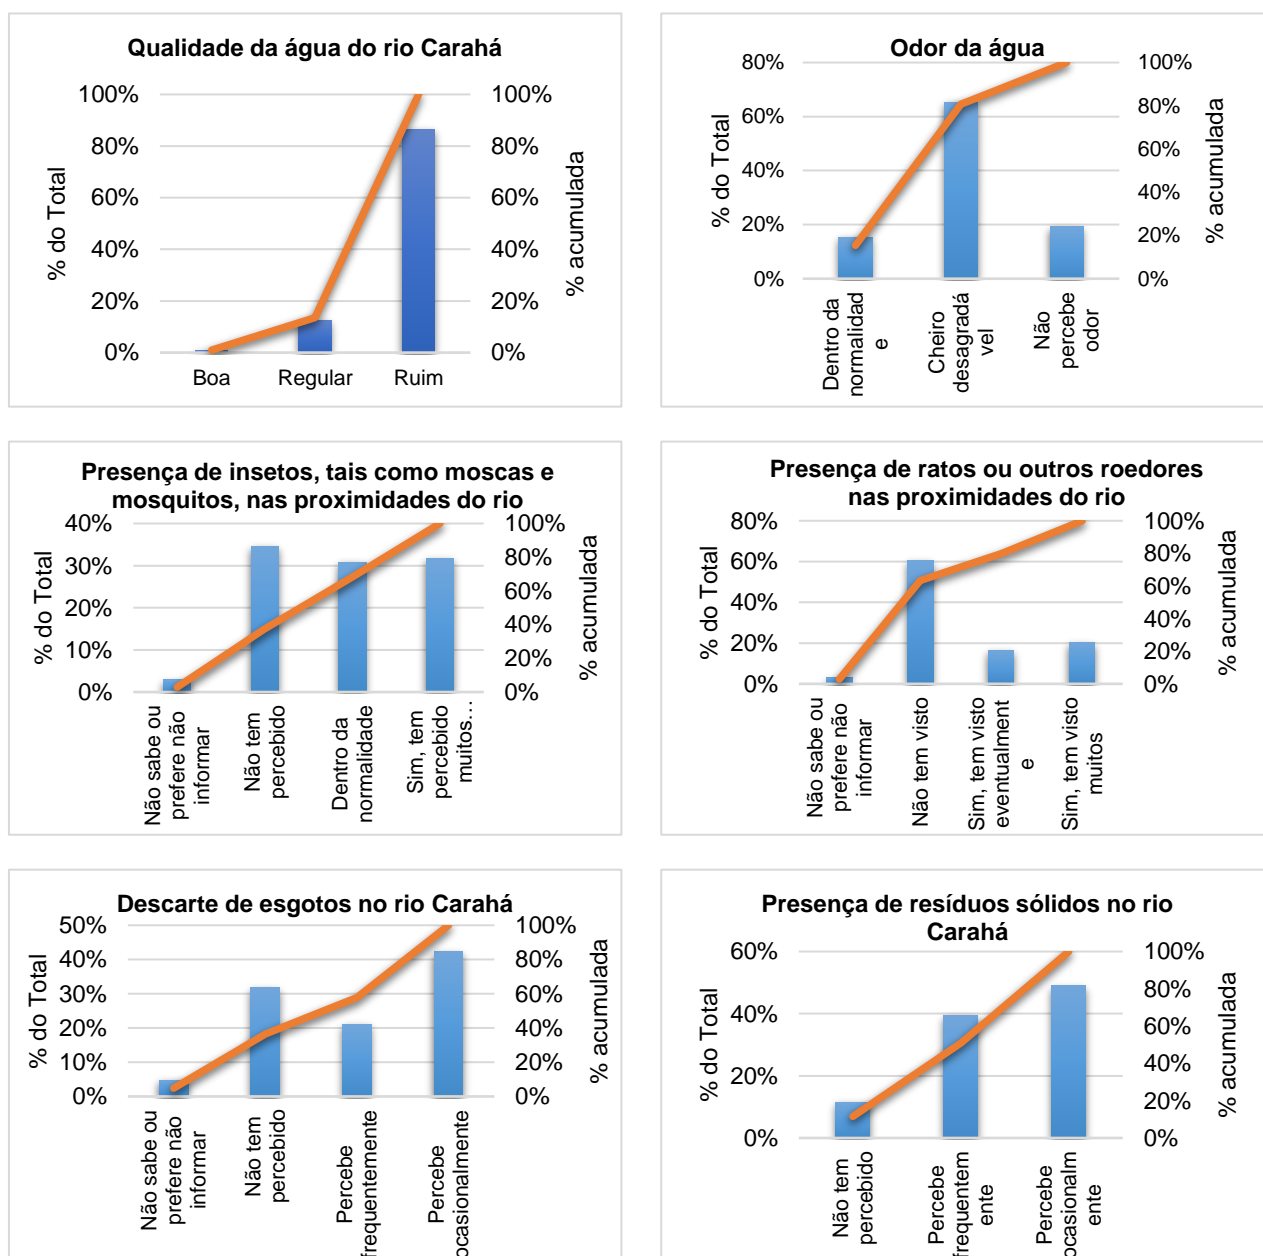 Qualidade da água do rio Carahá
% do Total
100%
80%
60%
40%
20%
0%
100%
80%
60%
40%
20%
0%
% acumulada
Boa
Regular
Ruim
Odor da água
% do Total
80%
60%
40%
20%
0%
100%
80%
60%
40%
20%
0%
% acumulada
Dentro da
normalidad
e
Cheiro
desagradá
vel
Não
percebe
odor
Presença de insetos, tais como moscas e
mosquitos, nas proximidades do rio
% do Total
40%
30%
20%
10%
0%
100%
80%
60%
40%
20%
0%
% acumulada
Não sabe ou
prefere não
informar
Não tem
percebido
Dentro da
normalidade
Sim, tem
percebido
muitos…
Presença de ratos ou outros roedores
nas proximidades do rio
% do Total
80%
60%
40%
20%
0%
100%
80%
60%
40%
20%
0%
% acumulada
Não sabe ou
prefere não
informar
Não tem visto
Sim, tem visto
eventualment
e
Sim, tem visto
muitos
Descarte de esgotos no rio Carahá
% do Total
50%
40%
30%
20%
10%
0%
100%
80%
60%
40%
20%
0%
% acumulada
Não sabe ou
prefere não
informar
Não tem
percebido
Percebe
frequentemente
Percebe
ocasionalmente
Presença de resíduos sólidos no rio
Carahá
% do Total
60%
40%
20%
0%
100%
80%
60%
40%
20%
0%
% acumulada
Não tem
percebido
Percebe
frequentem
ente
Percebe
ocasionalm
ente